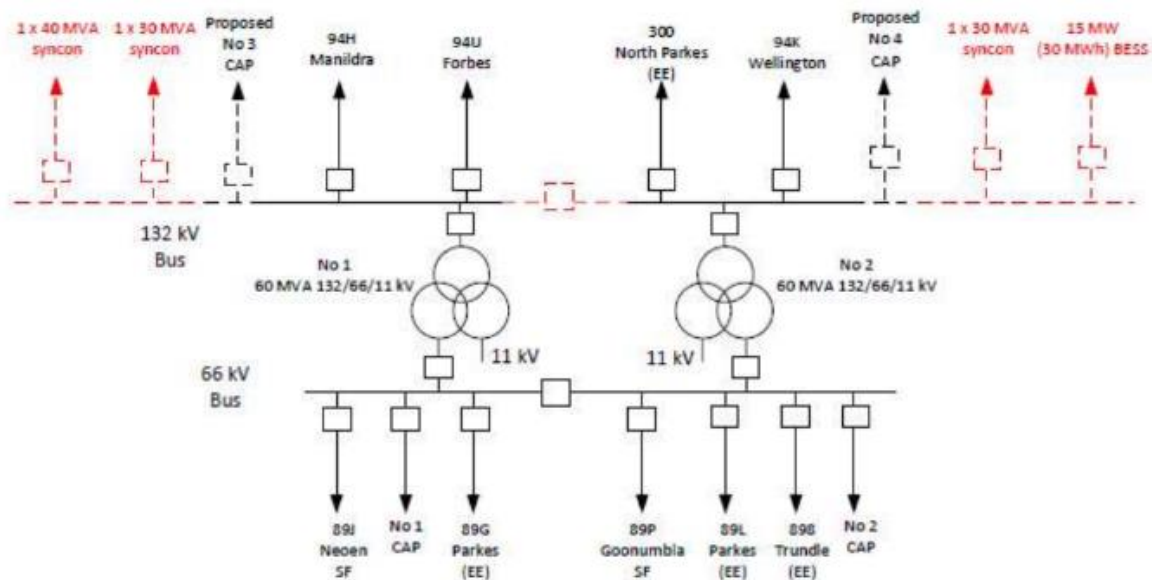 1 x 40 MVA
syncon
1 x 30 MVA
syncon
Proposed
No 3
CAP
94H
Manildra
94U
Forbes
300
North Parkes
(EE)
94K
Wellington
Proposed
No 4
CAP
1 x 30 MVA
syncon
15 MW
(30 MWh) BESS
132 kV
Bus
No 1
60 MVA 132/66/11 kV
No 2
60 MVA 132/66/11 kV
11 kV
11 kV
66 kV
Bus
89J
Neoen
SF
No 1
CAP
89G
Parkes
(EE)
89P
Goonumbla
SF
89L
Parkes
(EE)
898
Trundle
(EE)
No 2
CAP